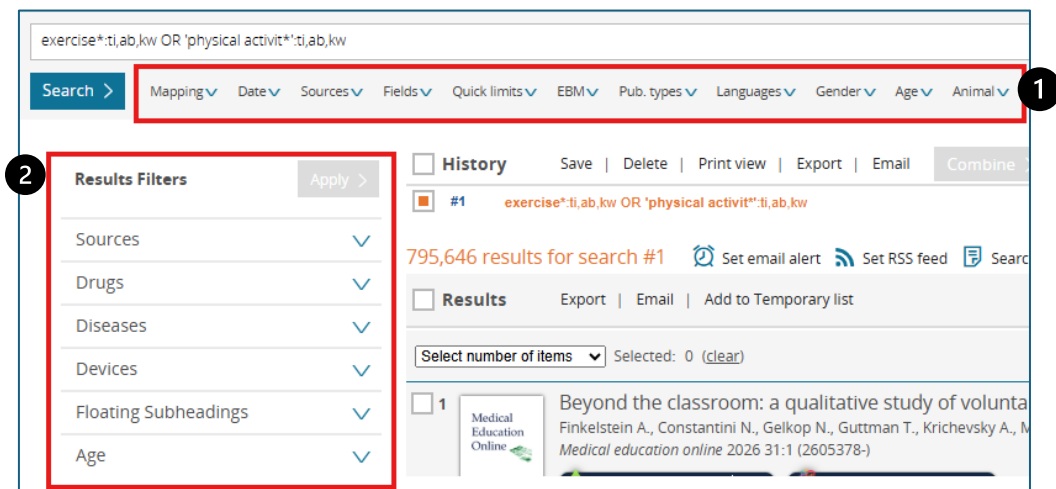 exercise*:ti,ab,kw OR 'physical activit*':ti,ab,kw
Search > Mapping Date Sources Fields Quick limits EBM Pub. types Languages Gender Age Animal
1
2
Results Filters Apply >
Sources
Drugs
Diseases
Devices
Floating Subheadings
Age
History Save | Delete | Print view | Export | Email Combine >
#1 exercise*:ti,ab,kw OR 'physical activit*':ti,ab,kw
795,646 results for search #1 Set email alert Set RSS feed Searc
Results Export | Email | Add to Temporary list
Select number of items Selected: 0 (clear)
1
Medical
Education
Online
Beyond the classroom: a qualitative study of volunta
Finkelstein A., Constantini N., Gelkop N., Guttman T., Krichevsky A., M
Medical education online 2026 31:1 (2605378-)